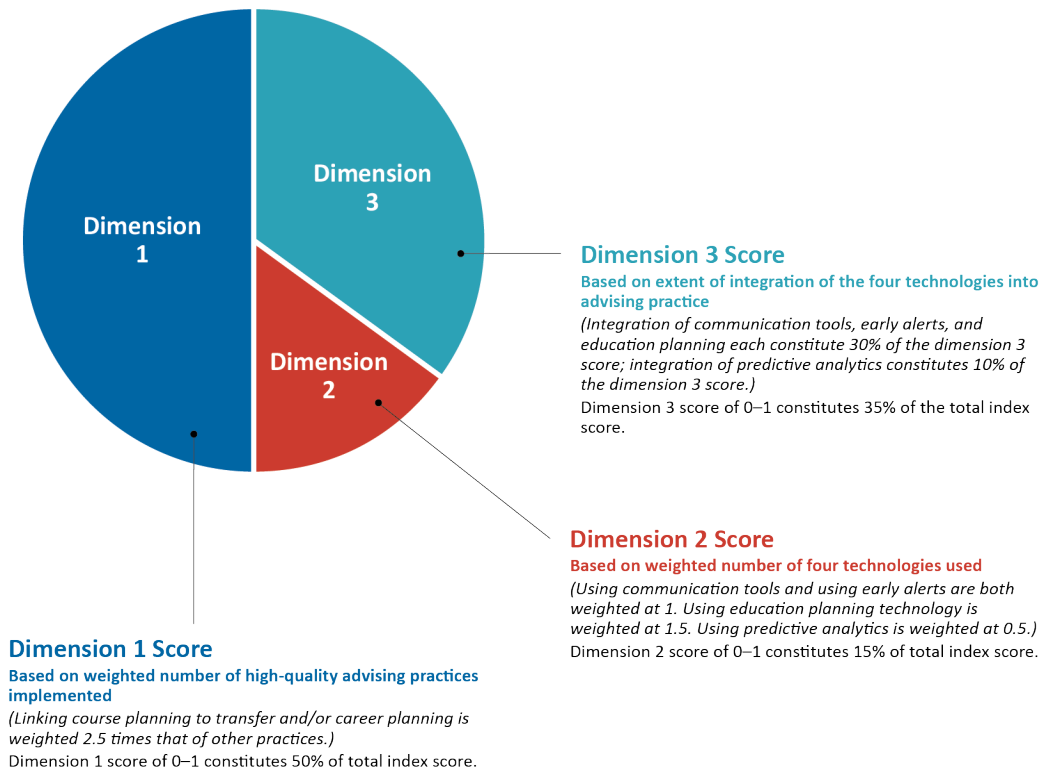 Dimension
1
Dimension
3
Dimension
2
Dimension 3 Score
Based on extent of integration of the four technologies into
advising practice
(Integration of communication tools, early alerts, and
education planning each constitute 30% of the dimension 3
score; integration of predictive analytics constitutes 10% of
the dimension 3 score.)
Dimension 3 score of 0–1 constitutes 35% of the total index
score.
Dimension 2 Score
Based on weighted number of four technologies used
(Using communication tools and using early alerts are both
weighted at 1. Using education planning technology is
weighted at 1.5. Using predictive analytics is weighted at 0.5.)
Dimension 2 score of 0–1 constitutes 15% of total index score.
Dimension 1 Score
Based on weighted number of high-quality advising practices
implemented
(Linking course planning to transfer and/or career planning is
weighted 2.5 times that of other practices.)
Dimension 1 score of 0–1 constitutes 50% of total index score.